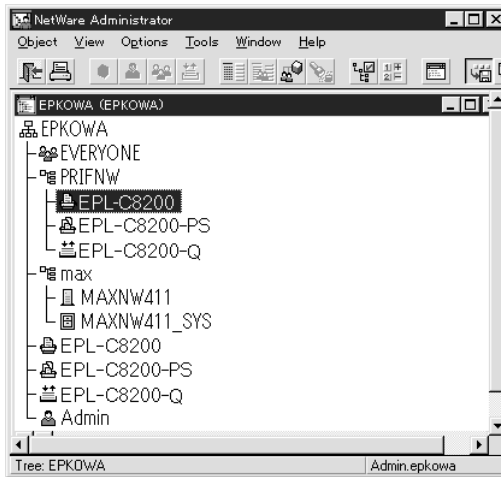 NetWare Administrator
Object View Options Tools Window Help
EPKOWA (EPKOWA)
EPKOWA
EVERYONE
PRIFNW
EPL-C8200
EPL-C8200-PS
EPL-C8200-Q
max
MAXNW411
MAXNW411_SYS
EPL-C8200
EPL-C8200-PS
EPL-C8200-Q
Admin
Tree: EPKOWA Admin.epkowa